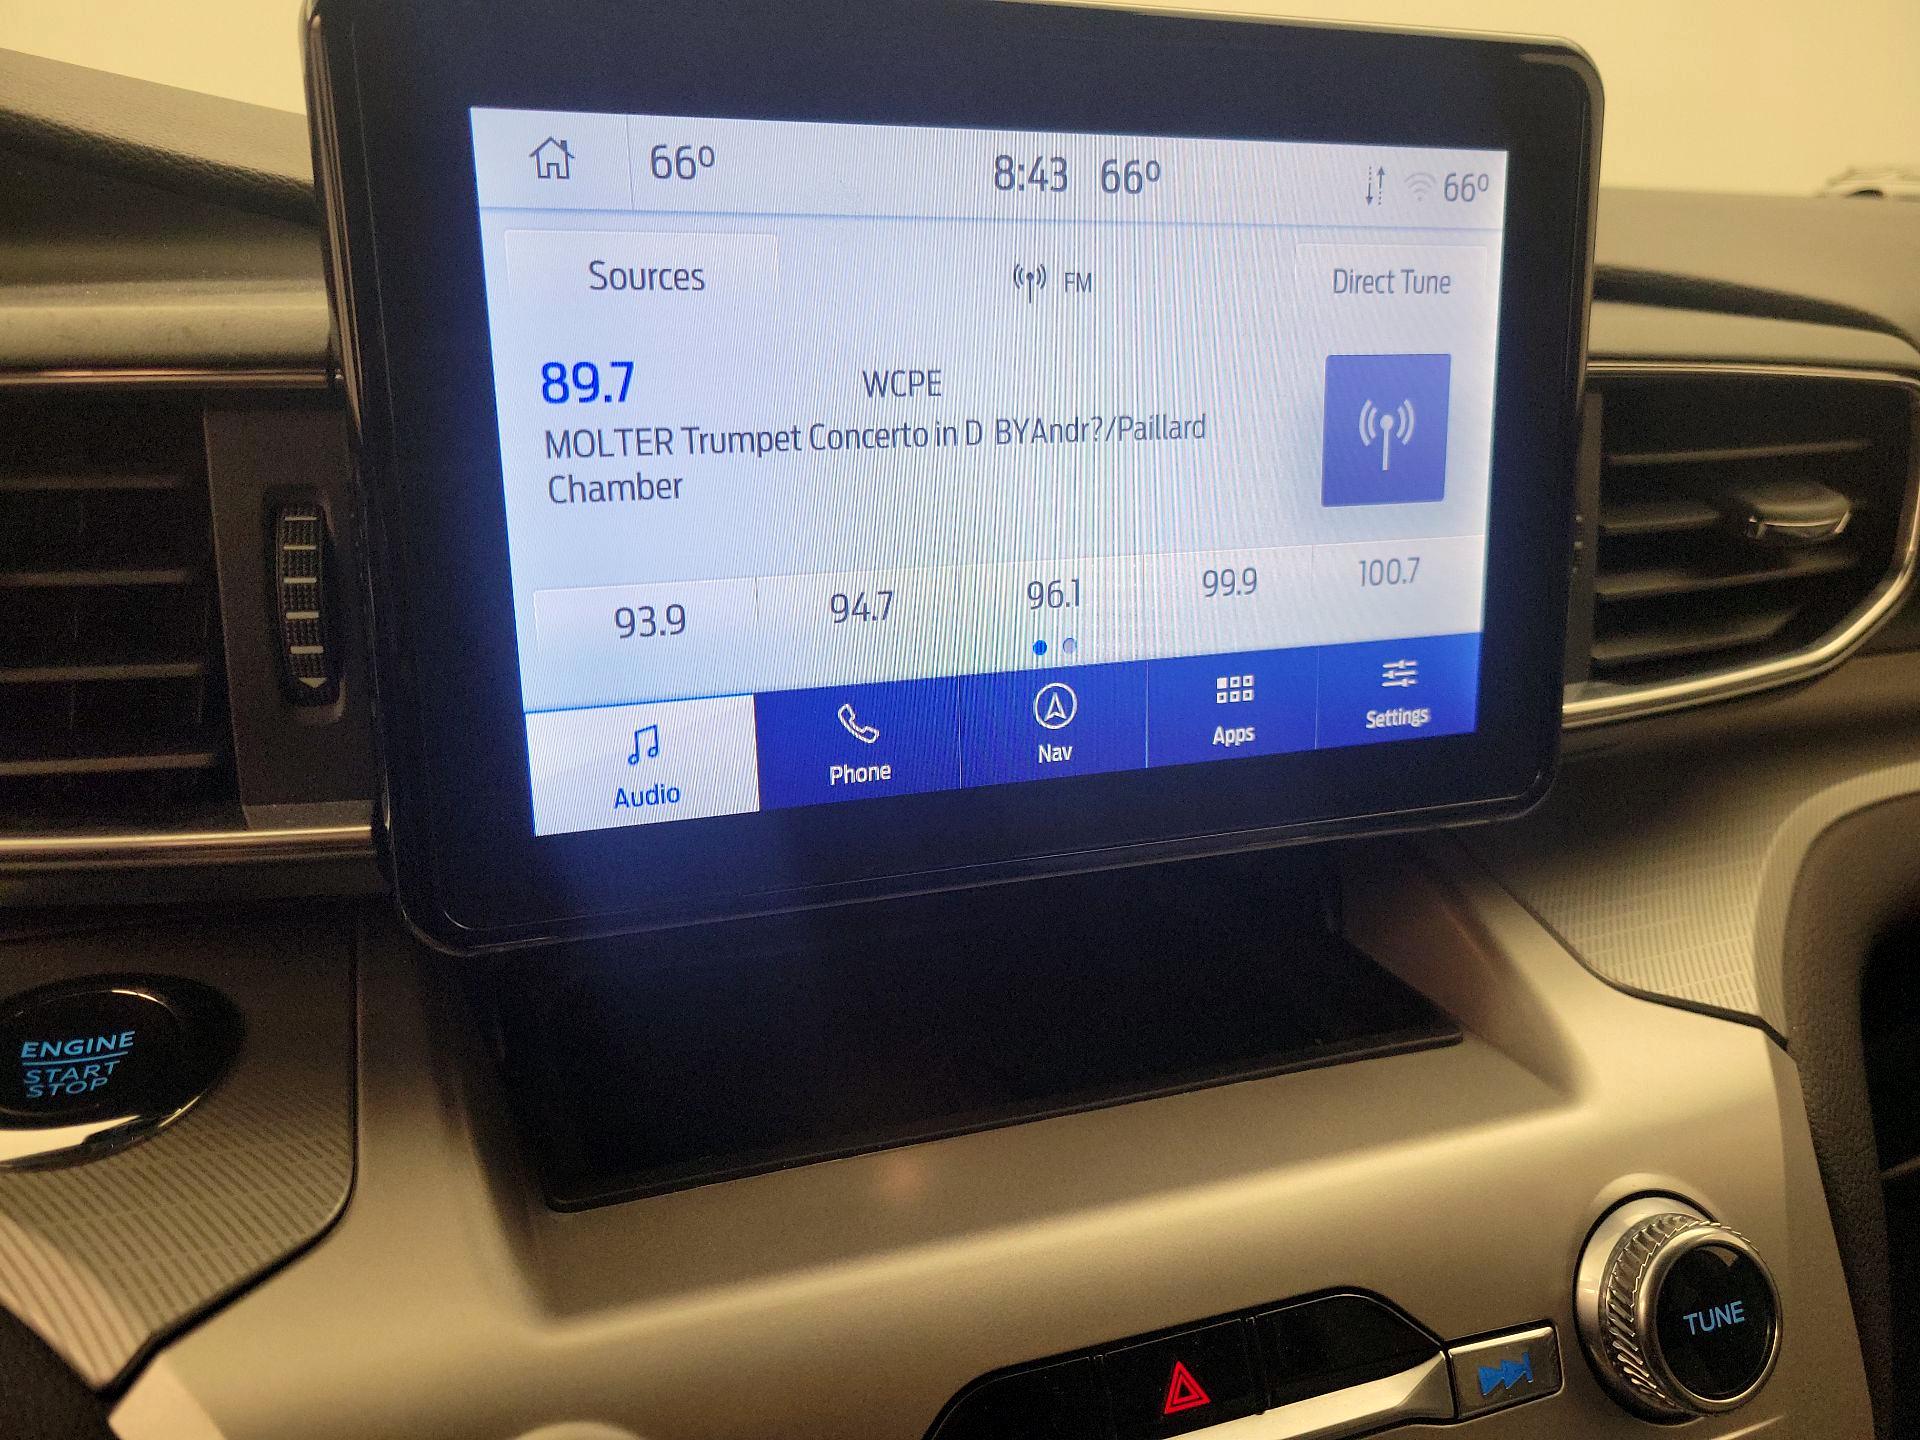 66º 8:43 66º 66º
Sources FM Direct Tune
89.7 WCPE
MOLTER Trumpet Concerto in D BYAndr?/Paillard
Chamber
93.9 94.7 96.1 99.9 100.7
Audio Phone Nav Apps Settings
ENGINE
START
STOP
TUNE